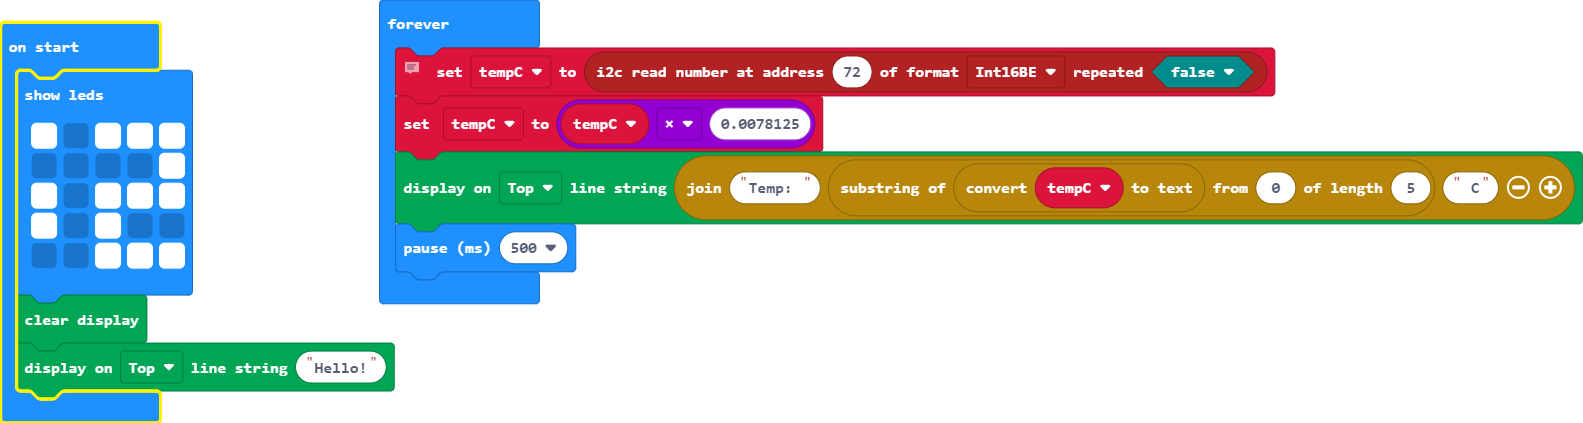 on start
show leds
clear display
display on Top line string "Hello!"
forever
set tempC to i2c read number at address 72 of format Int16BE repeated false
set tempC to tempC × 0.0078125
display on Top line string join "Temp: " substring of convert tempC to text from 0 of length 5 " C"
pause (ms) 500